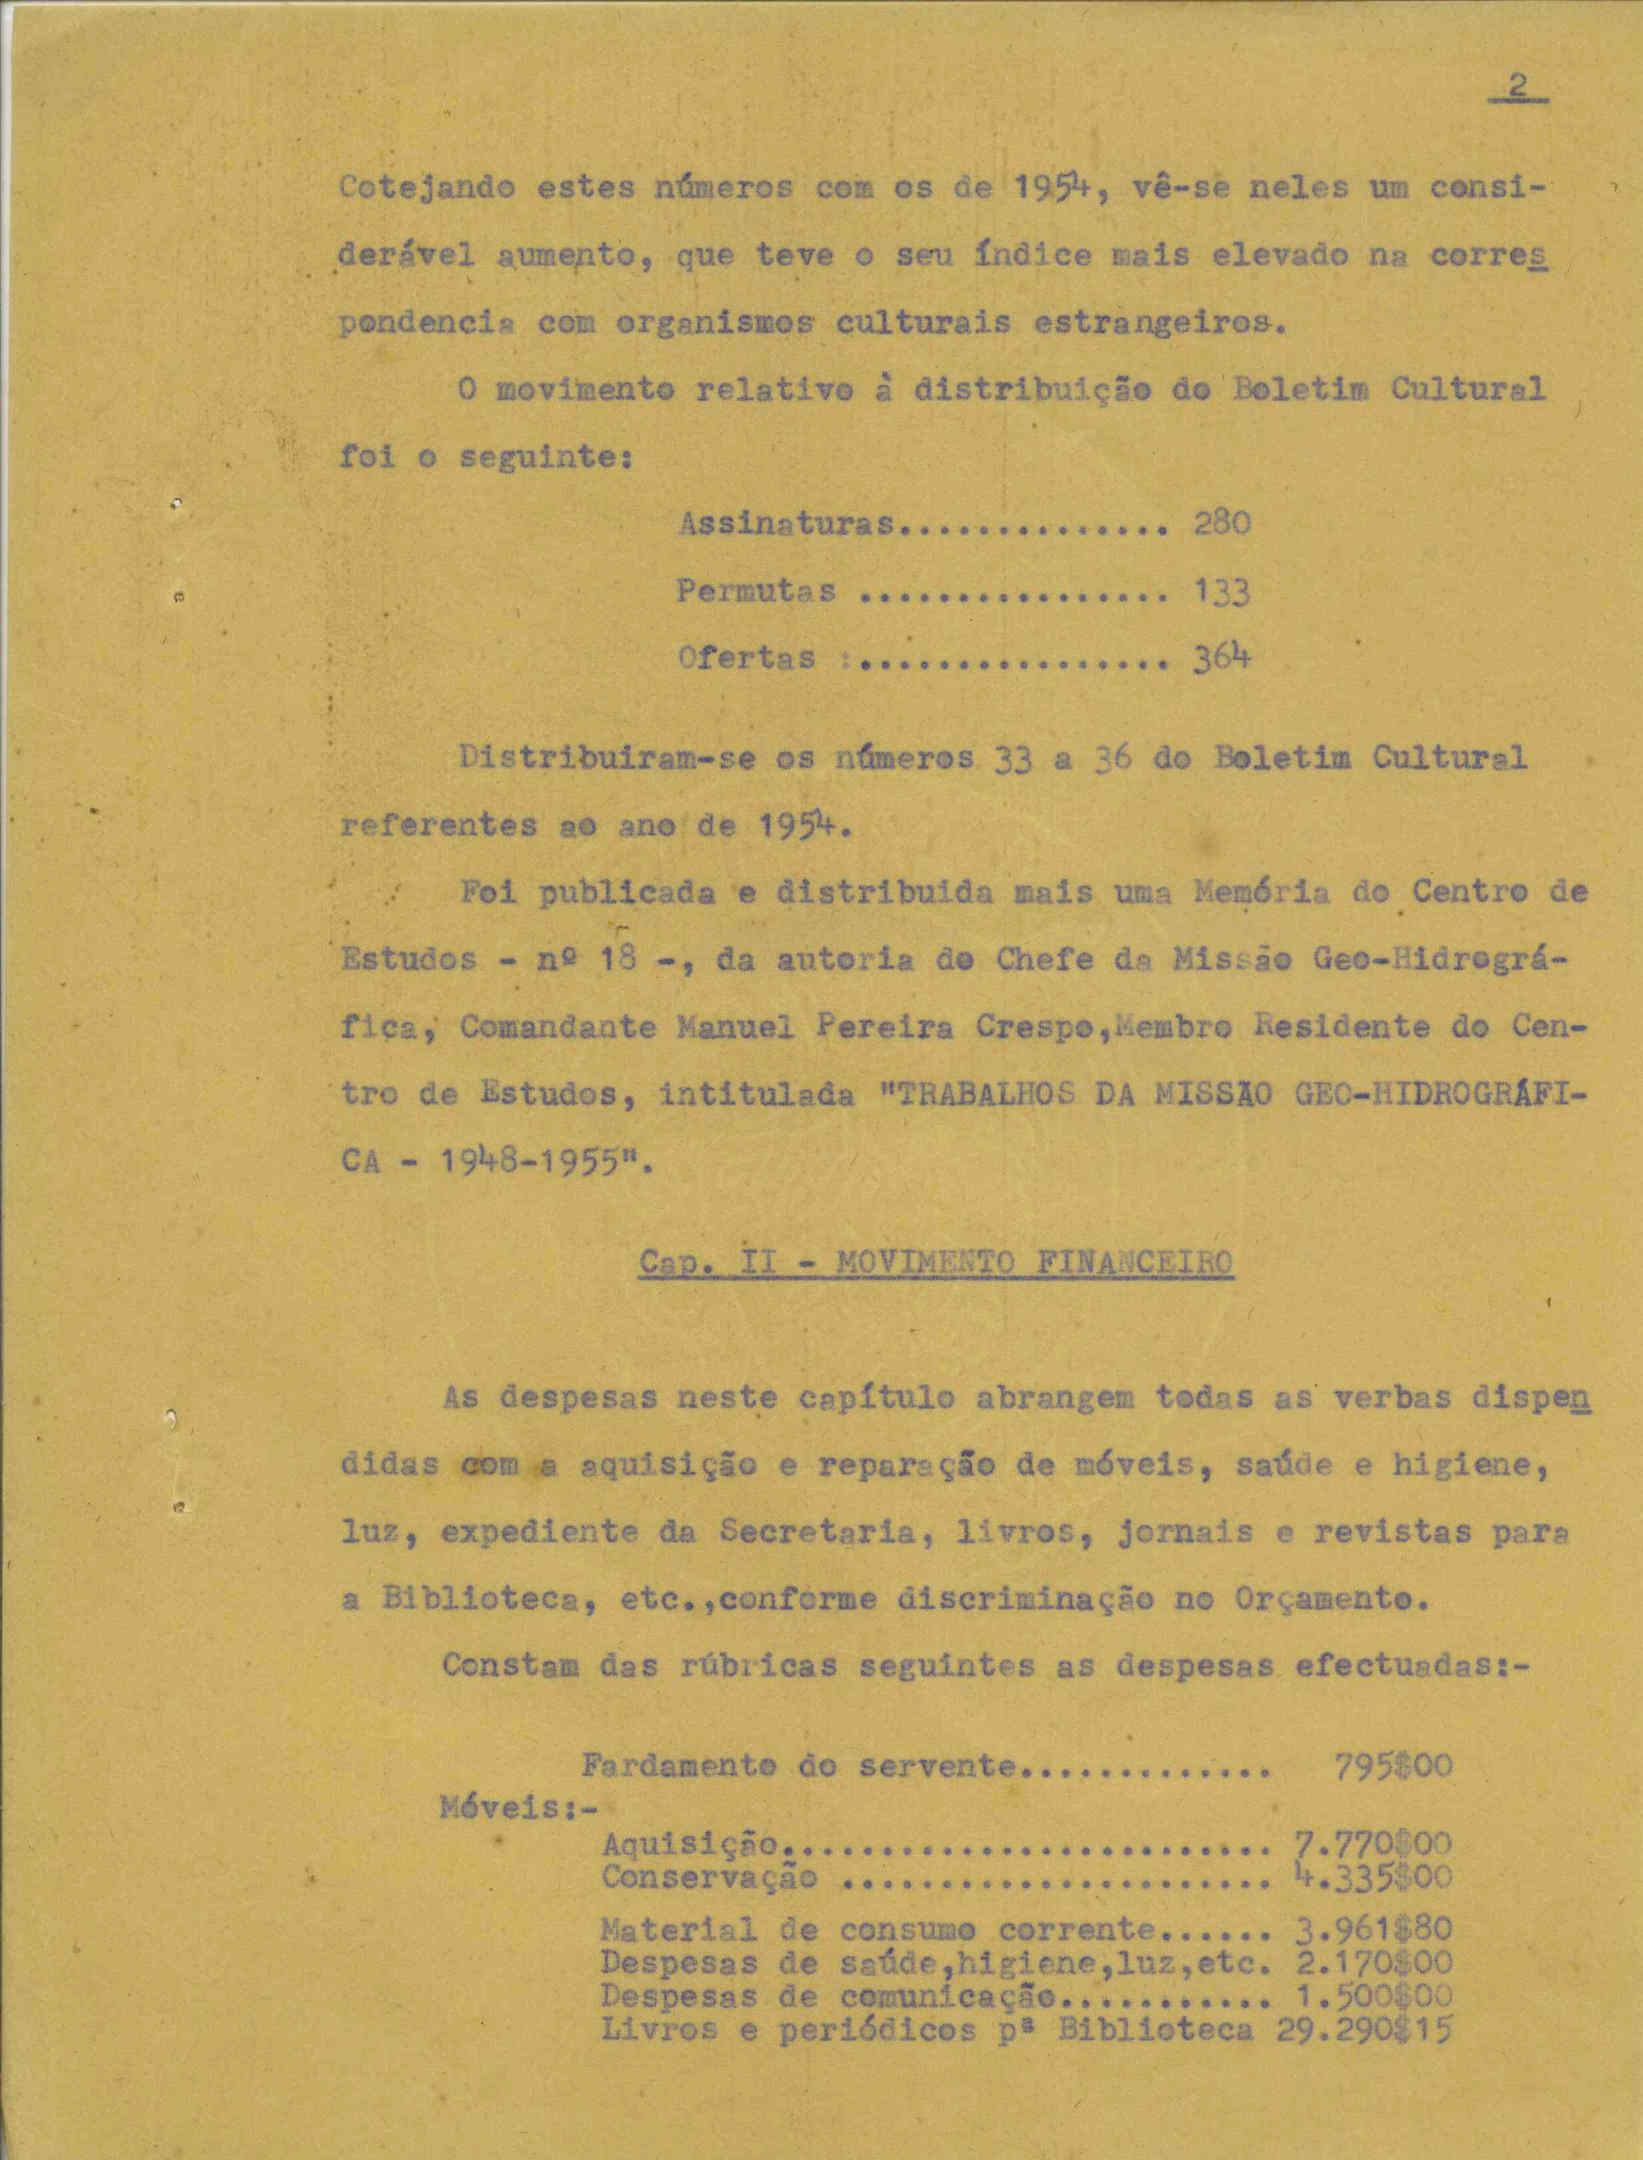 2
Cotejando estes números com os de 1954, vê-se neles um consi-
derável aumento, que teve o seu índice mais elevado na corres
pondencia com organismos culturais estrangeiros.
O movimento relativo à distribuição do Boletim Cultural
foi o seguinte:
Assinaturas.............. 280
Permutas ................ 133
Ofertas :................ 364
Distribuiram-se os números 33 a 36 do Boletim Cultural
referentes ao ano de 1954.
Foi publicada e distribuida mais uma Memória do Centro de
Estudos - nº 18 -, da autoria do Chefe da Missão Geo-Hidrográ-
fica, Comandante Manuel Pereira Crespo,Membro Residente do Cen-
tro de Estudos, intitulada "TRABALHOS DA MISSÃO GEO-HIDROGRÁFI-
CA - 1948-1955".
Cap. II - MOVIMENTO FINANCEIRO
As despesas neste capítulo abrangem todas as verbas dispen
didas com a aquisição e reparação de móveis, saúde e higiene,
luz, expediente da Secretaria, livros, jornais e revistas para
a Biblioteca, etc.,conforme discriminação no Orçamento.
Constam das rúbricas seguintes as despesas efectuadas:-
Fardamento do servente............. 795$00
Móveis:-
Aquisição......................... 7.770$00
Conservação ...................... 4.335$00
Material de consumo corrente...... 3.961$80
Despesas de saúde,higiene,luz,etc. 2.170$00
Despesas de comunicação........... 1.500$00
Livros e periódicos pª Biblioteca 29.290$15